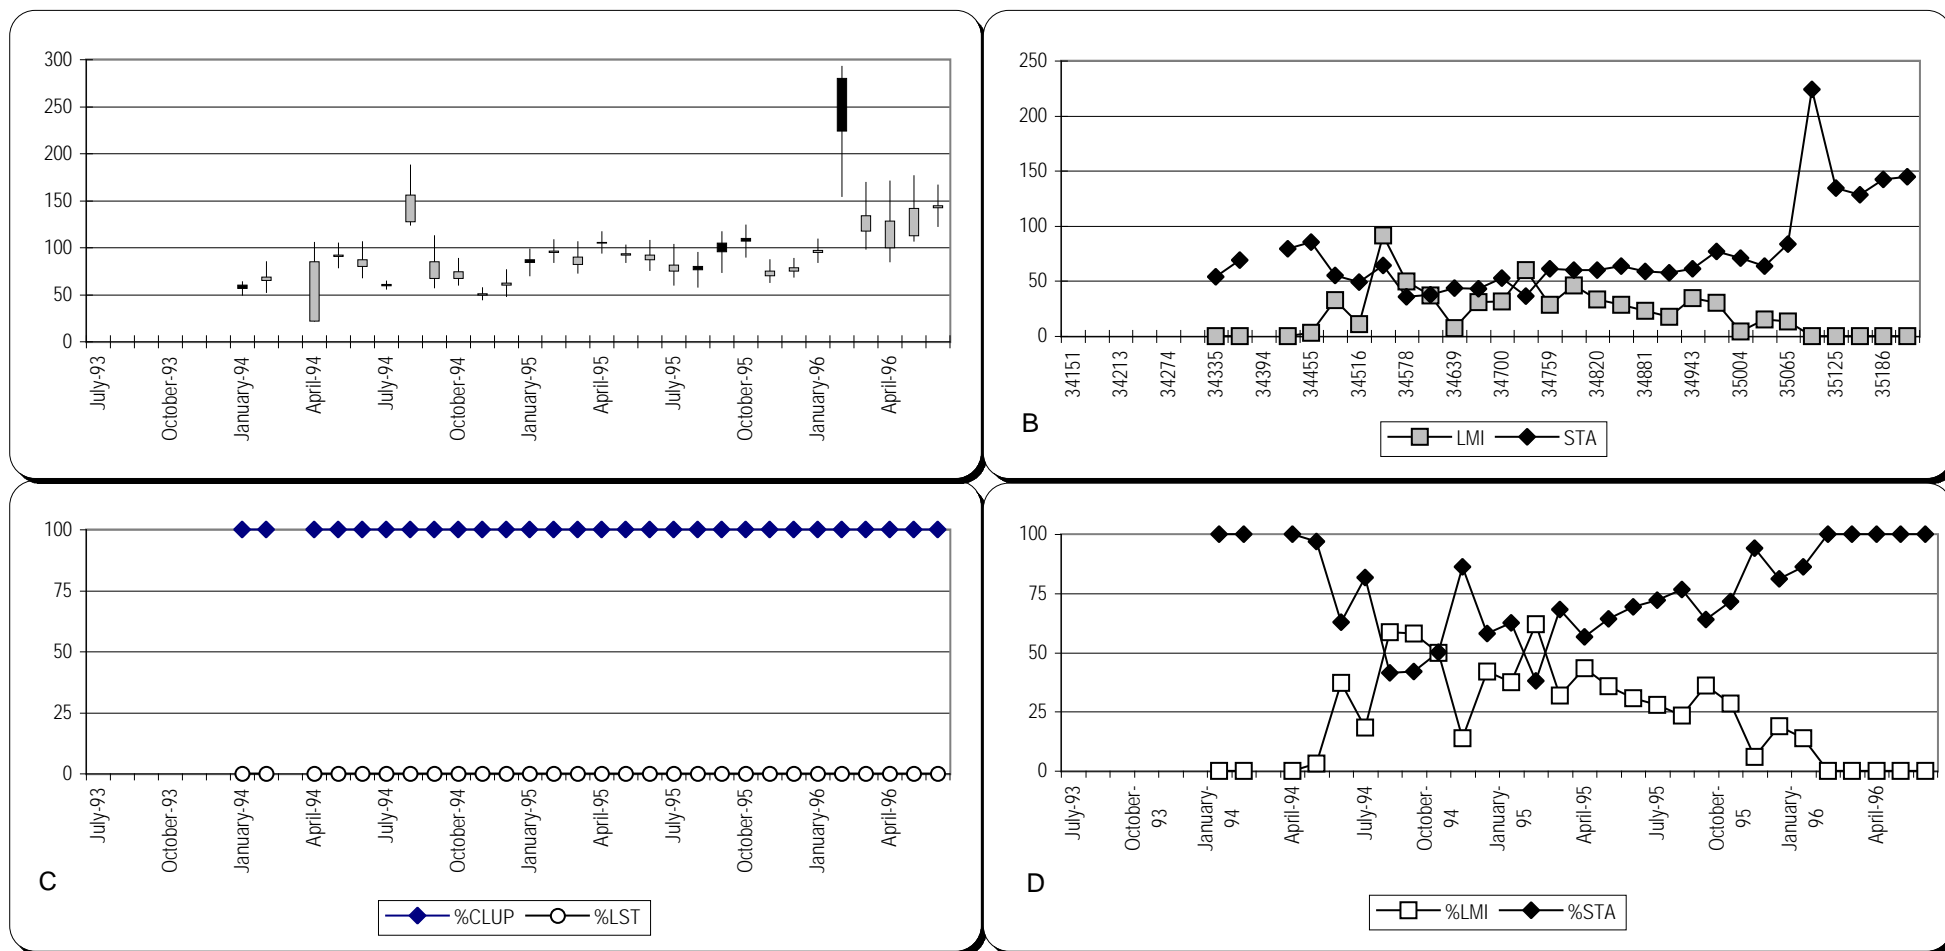 300
250
200
150
100
50
0
July-93
October-93
January-94
April-94
July-94
October-94
January-95
April-95
July-95
October-95
January-96
April-96
250
200
150
100
50
0
34151
34213
34274
34335
34394
34455
34516
34578
34639
34700
34759
34820
34881
34943
35004
35065
35125
35186
B
LMI
STA
100
75
50
25
0
July-93
October-93
January-94
April-94
July-94
October-94
January-95
April-95
July-95
October-95
January-96
April-96
C
%CLUP
%LST
100
75
50
25
0
July-93
October-
93
January-
94
April-94
July-94
October-
94
January-
95
April-95
July-95
October-
95
January-
96
April-96
D
%LMI
%STA